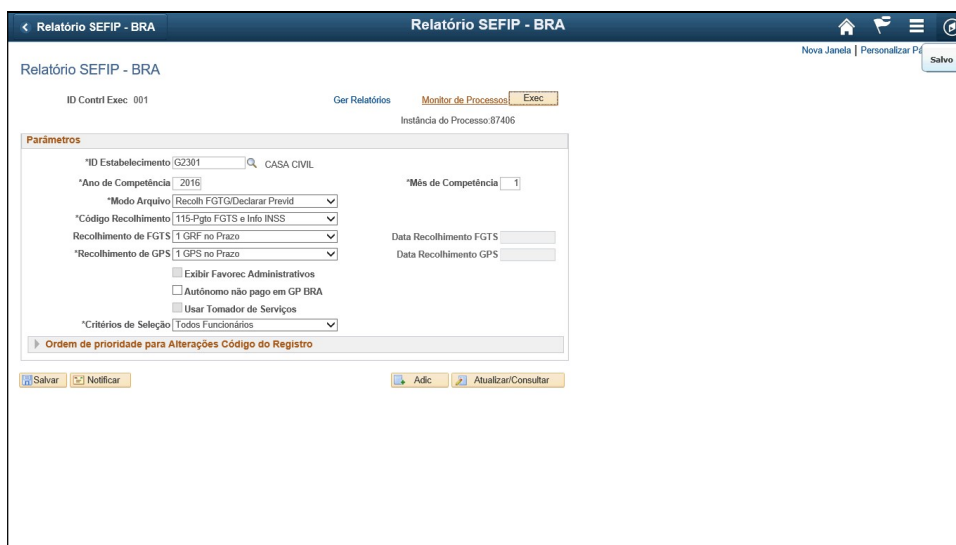 Relatório SEFIP - BRA
Relatório SEFIP - BRA
Nova Janela | Personalizar Pá
Salvo
Relatório SEFIP - BRA
ID Contrl Exec 001
Ger Relatórios
Monitor de Processos
Exec
Instância do Processo:87406
Parâmetros
*ID Estabelecimento G2301 CASA CIVIL
*Ano de Competência 2016 *Mês de Competência 1
*Modo Arquivo Recolh FGTG/Declarar Previd
*Código Recolhimento 115-Pgto FGTS e Info INSS
Recolhimento de FGTS 1 GRF no Prazo Data Recolhimento FGTS
*Recolhimento de GPS 1 GPS no Prazo Data Recolhimento GPS
Exibir Favorec Administrativos
Autônomo não pago em GP BRA
Usar Tomador de Serviços
*Critérios de Seleção Todos Funcionários
Ordem de prioridade para Alterações Código do Registro
Salvar Notificar Adic Atualizar/Consultar